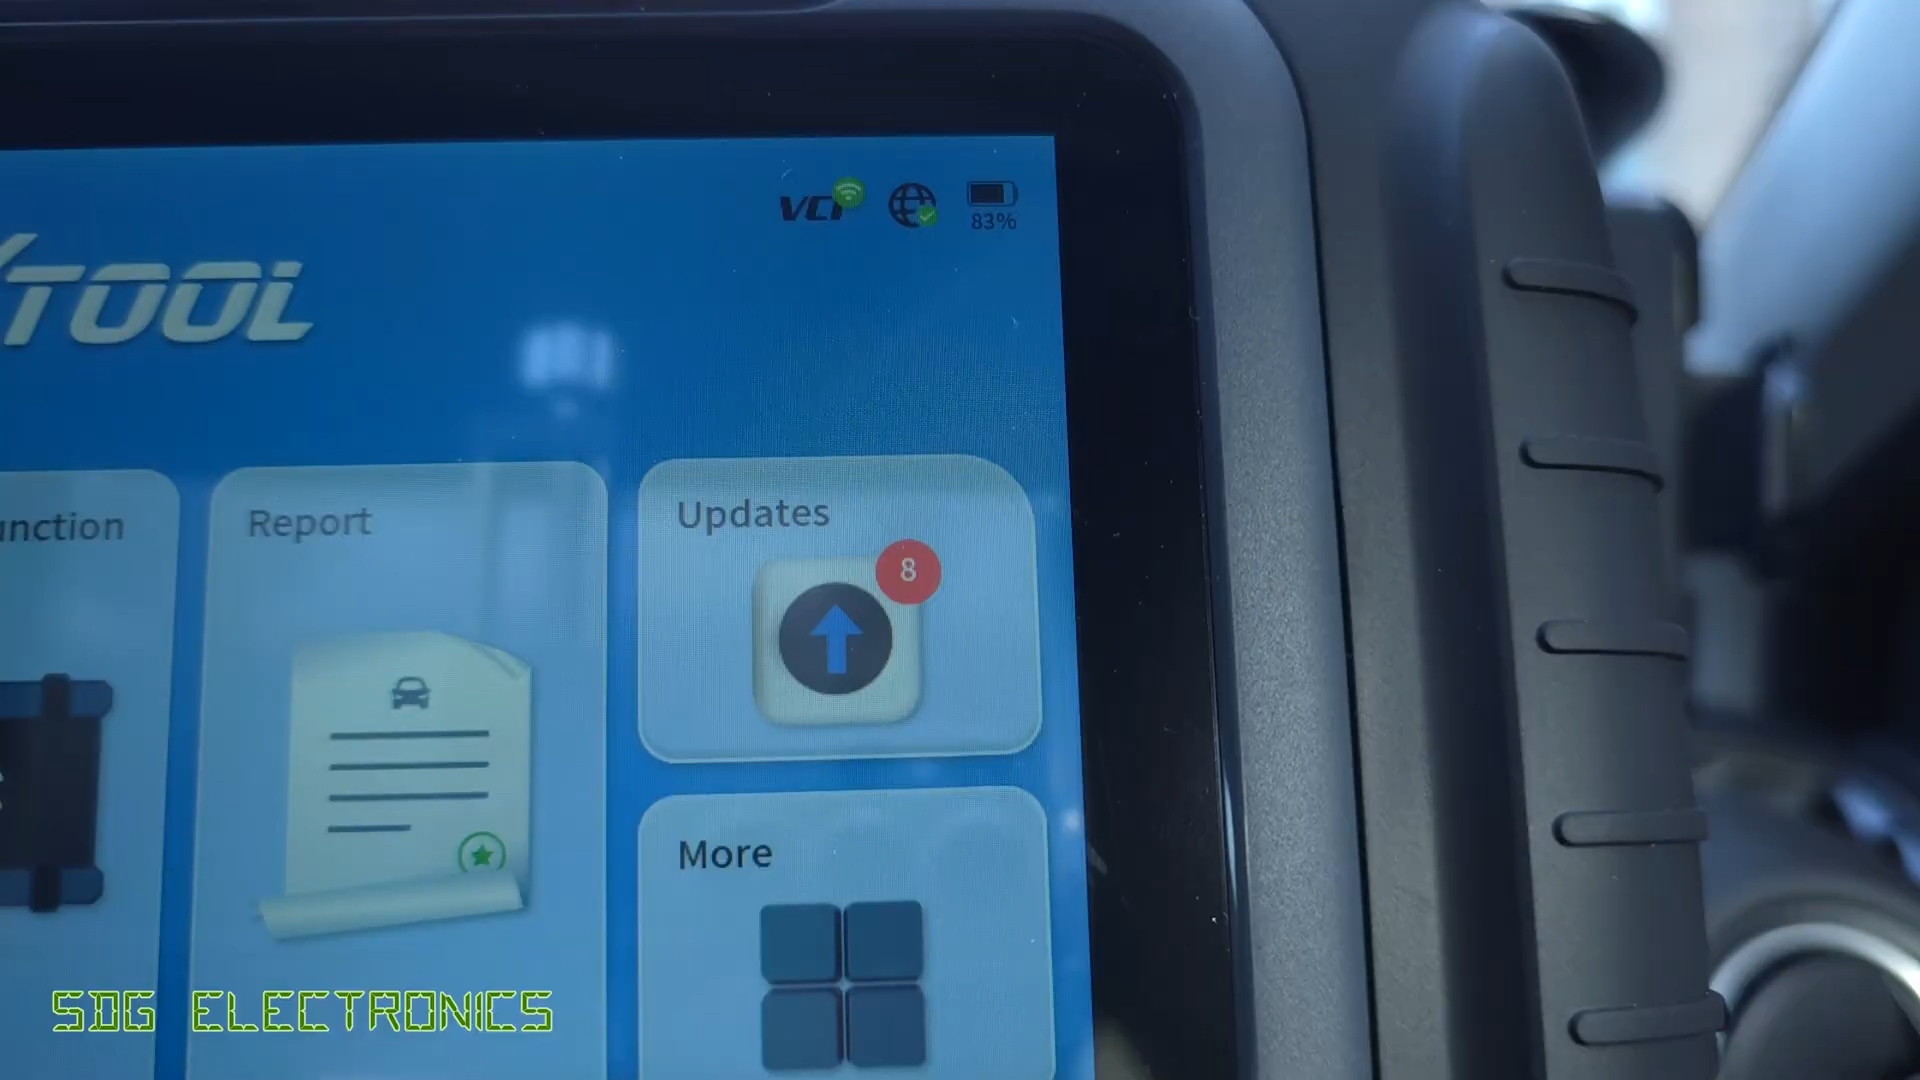 VCI
83%
TOOL
unction
Report
Updates
8
More
SDG ELECTRONICS